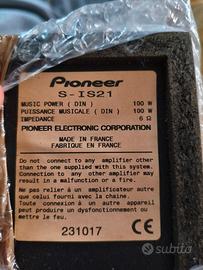 Pioneer
S-IS21
MUSIC POWER ( DIN ) 100 W
PUISSANCE MUSICALE ( DIN ) 100 W
IMPEDANCE 6 Ω
PIONEER ELECTRONIC CORPORATION
MADE IN FRANCE
FABRIQUE EN FRANCE
Do not connect to any amplifier other
than the one supplied with this system.
Connection to any other amplifier may
result in a malfunction or a fire.
Ne pas relier à un amplificateur autre
que celui fourni avec la chaîne.
Toute connexion à un autre amplificateur
peut produire un dysfonctionnement ou
mettre le feu.
231017 CE
subito